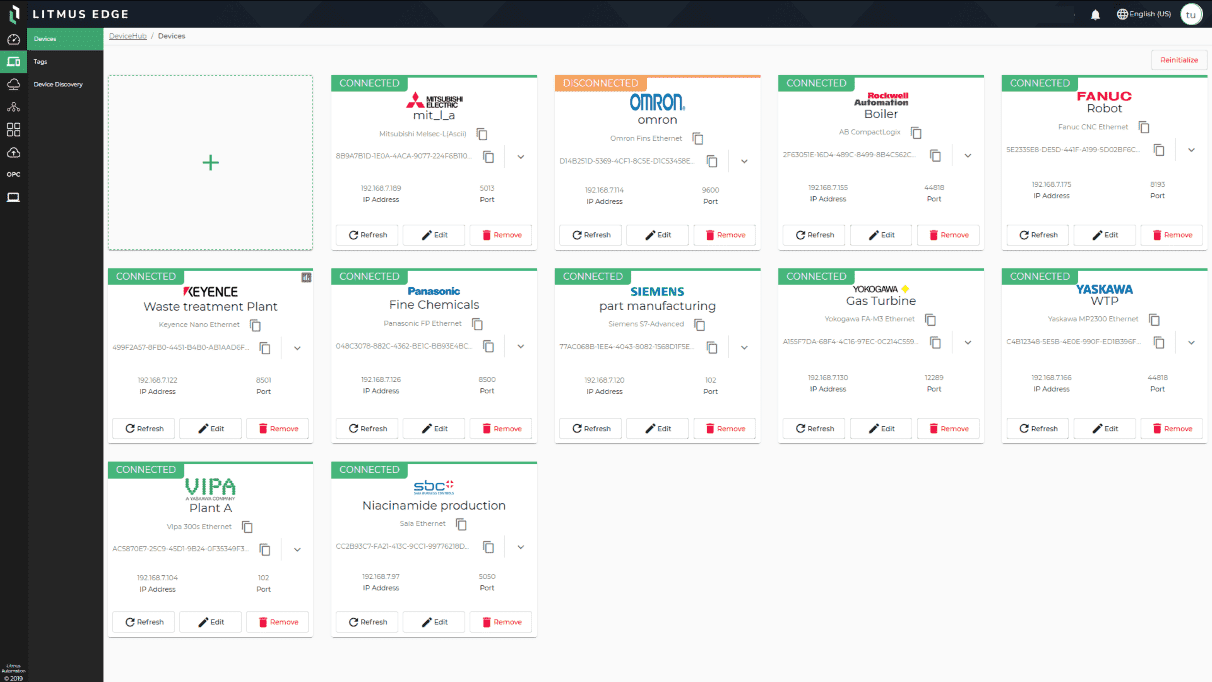 LITMUS EDGE
English (US)
tu
Devices
Tags
Device Discovery
OPC
Litmus
Automation
© 2019
DeviceHub / Devices
Reinitialize
CONNECTED
MITSUBISHI
ELECTRIC
mit_l_a
Mitsubishi Melsec-L(Ascii)
8B9A7B1D-1E0A-4ACA-9077-224F6B110...
192.168.7.189
5013
IP Address
Port
Refresh
Edit
Remove
DISCONNECTED
OMRON
omron
Omron Fins Ethernet
D14B251D-5369-4CF1-8C5E-D1C53458E...
192.168.7.114
9600
IP Address
Port
Refresh
Edit
Remove
CONNECTED
Rockwell
Automation
Boiler
AB CompactLogix
2F63051E-16D4-489C-8499-8B4C562C...
192.168.7.155
44818
IP Address
Port
Refresh
Edit
Remove
CONNECTED
FANUC
Robot
Fanuc CNC Ethernet
5E2335E8-DE5D-441F-A199-5D02BF6C...
192.168.7.175
8193
IP Address
Port
Refresh
Edit
Remove
CONNECTED
KEYENCE
Waste treatment Plant
Keyence Nano Ethernet
499F2A57-8FB0-4451-B4B0-AB1AAD6F...
192.168.7.122
8501
IP Address
Port
Refresh
Edit
Remove
CONNECTED
Panasonic
Fine Chemicals
Panasonic FP Ethernet
048C3078-882C-4362-BE1C-BB93E4BC...
192.168.7.126
8500
IP Address
Port
Refresh
Edit
Remove
CONNECTED
SIEMENS
part manufacturing
Siemens S7-Advanced
77AC068B-1EE4-4043-8082-1568D1F5E...
192.168.7.120
102
IP Address
Port
Refresh
Edit
Remove
CONNECTED
YOKOGAWA
Gas Turbine
Yokogawa FA-M3 Ethernet
A155F7DA-68F4-4C16-97EC-0C214C559...
192.168.7.130
12289
IP Address
Port
Refresh
Edit
Remove
CONNECTED
YASKAWA
WTP
Yaskawa MP2300 Ethernet
C4B12348-5E5B-4E0E-990F-ED1B396F...
192.168.7.166
44818
IP Address
Port
Refresh
Edit
Remove
CONNECTED
VIPA
A YASKAWA COMPANY
Plant A
Vipa 300s Ethernet
AC5870E7-25C9-45D1-9B24-0F35349F3...
192.168.7.104
102
IP Address
Port
Refresh
Edit
Remove
CONNECTED
sbc
Niacinamide production
Saia Ethernet
CC2B93C7-FA21-413C-9CC1-99776218D...
192.168.7.97
5050
IP Address
Port
Refresh
Edit
Remove